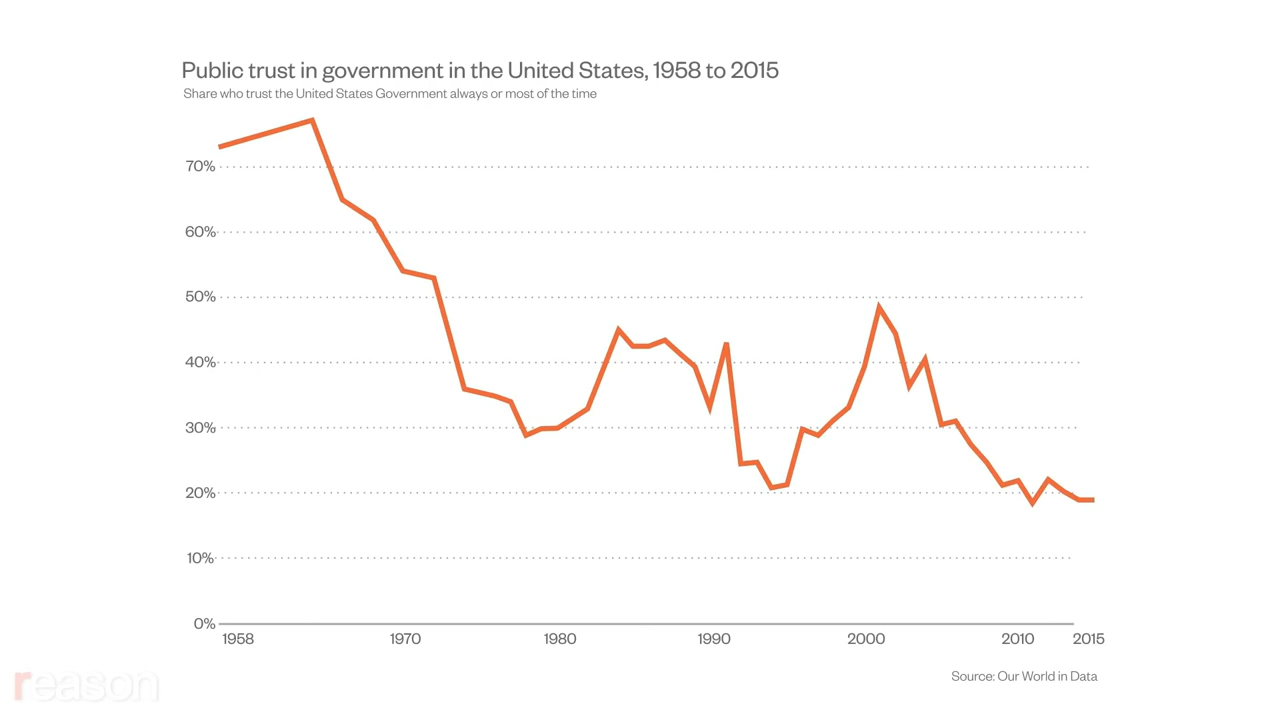 Public trust in government in the United States, 1958 to 2015
Share who trust the United States Government always or most of the time
70%
60%
50%
40%
30%
20%
10%
0%
1958 1970 1980 1990 2000 2010 2015
Source: Our World in Data
reason